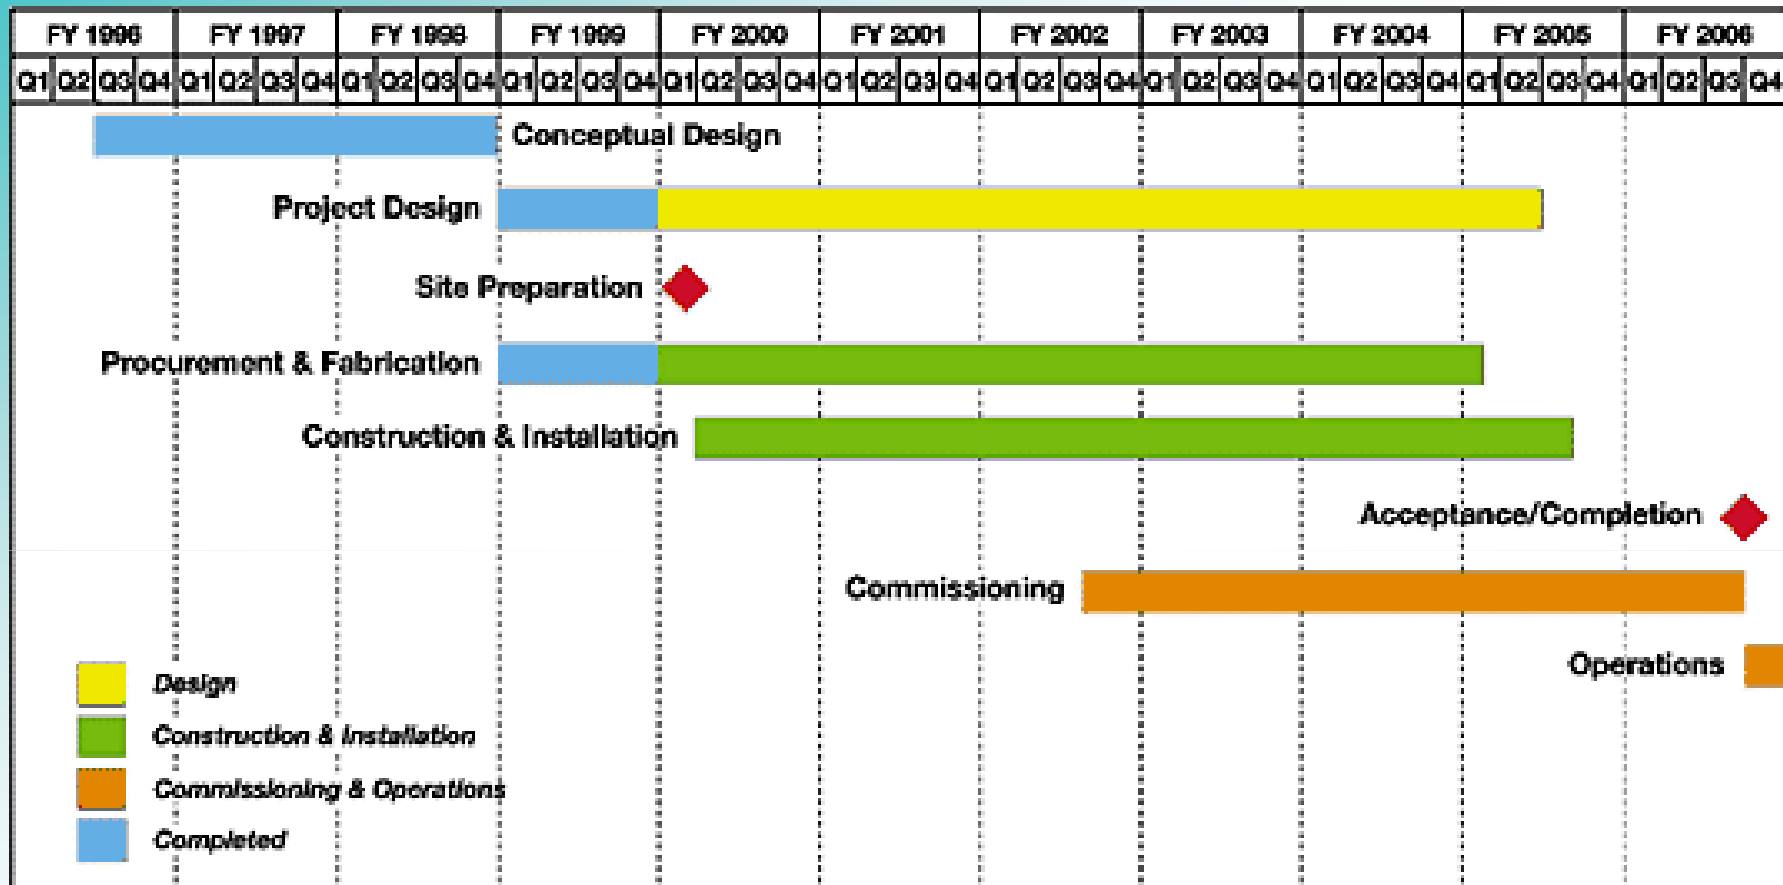 FY 1996 FY 1997 FY 1998 FY 1999 FY 2000 FY 2001 FY 2002 FY 2003 FY 2004 FY 2005 FY 2006
Q1 Q2 Q3 Q4 Q1 Q2 Q3 Q4 Q1 Q2 Q3 Q4 Q1 Q2 Q3 Q4 Q1 Q2 Q3 Q4 Q1 Q2 Q3 Q4 Q1 Q2 Q3 Q4 Q1 Q2 Q3 Q4 Q1 Q2 Q3 Q4 Q1 Q2 Q3 Q4 Q1 Q2 Q3 Q4
Conceptual Design
Project Design
Site Preparation
Procurement & Fabrication
Construction & Installation
Acceptance/Completion
Commissioning
Operations
Design
Construction & Installation
Commissioning & Operations
Completed